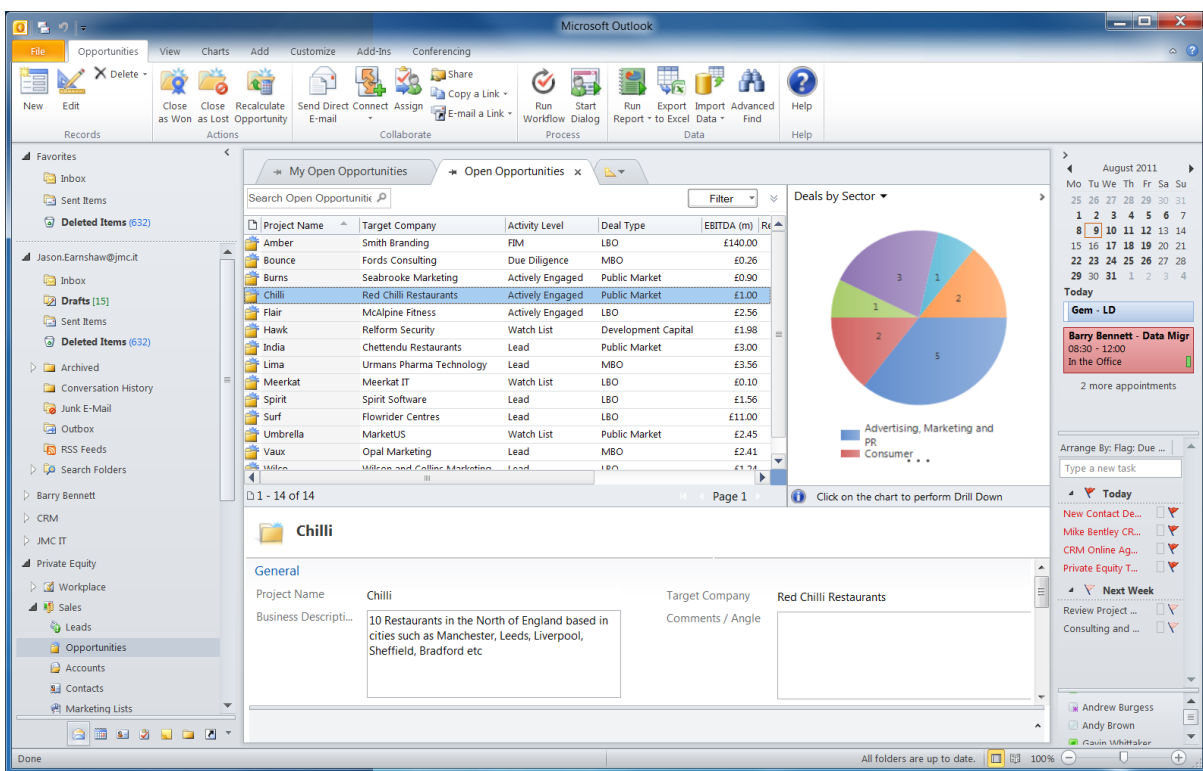 Microsoft Outlook
File Opportunities View Charts Add Customize Add-Ins Conferencing
New Edit Delete
Close as Won Close as Lost Recalculate Opportunity
Send Direct E-mail Connect Assign Share Copy a Link E-mail a Link
Run Workflow Start Dialog
Run Report Export to Excel Import Data Advanced Find
Help
Records Actions Collaborate Process Data Help
Favorites
Inbox
Sent Items
Deleted Items (632)
Jason.Earnshaw@jmc.it
Inbox
Drafts [15]
Sent Items
Deleted Items (632)
Archived
Conversation History
Junk E-Mail
Outbox
RSS Feeds
Search Folders
Barry Bennett
CRM
JMC IT
Private Equity
Workplace
Sales
Leads
Opportunities
Accounts
Contacts
Marketing Lists
My Open Opportunities Open Opportunities x
Search Open Opportunitie Filter
Project Name Target Company Activity Level Deal Type EBITDA (m) Re
Amber Smith Branding FIM LBO £140.00
Bounce Fords Consulting Due Diligence MBO £0.26
Burns Seabrooke Marketing Actively Engaged Public Market £0.90
Chilli Red Chilli Restaurants Actively Engaged Public Market £1.00
Flair McAlpine Fitness Actively Engaged LBO £2.56
Hawk Relform Security Watch List Development Capital £1.98
India Chettendu Restaurants Lead Public Market £3.00
Lima Urmans Pharma Technology Lead MBO £3.56
Meerkat Meerkat IT Watch List LBO £0.10
Spirit Spirit Software Lead LBO £1.56
Surf Flowrider Centres Lead LBO £11.00
Umbrella MarketUS Watch List Public Market £2.45
Vaux Opal Marketing Lead MBO £2.41
Wilco Wilson and Collins Marketing Lead LBO £1.24
1 - 14 of 14 Page 1
Deals by Sector
3
1
2
1
2
5
Advertising, Marketing and
PR
Consumer
Click on the chart to perform Drill Down
Chilli
General
Project Name Chilli Target Company Red Chilli Restaurants
Business Descripti... Comments / Angle
10 Restaurants in the North of England based in
cities such as Manchester, Leeds, Liverpool,
Sheffield, Bradford etc
August 2011
Mo Tu We Th Fr Sa Su
25 26 27 28 29 30 31
1 2 3 4 5 6 7
8 9 10 11 12 13 14
15 16 17 18 19 20 21
22 23 24 25 26 27 28
29 30 31 1 2 3 4
Today
Gem - LD
Barry Bennett - Data Migr
08:30 - 12:00
In the Office
2 more appointments
Arrange By: Flag: Due ...
Type a new task
Today
New Contact De...
Mike Bentley CR...
CRM Online Ag...
Private Equity T...
Next Week
Review Project ...
Consulting and ...
Andrew Burgess
Andy Brown
Gavin Whittaker
Done All folders are up to date. 100%